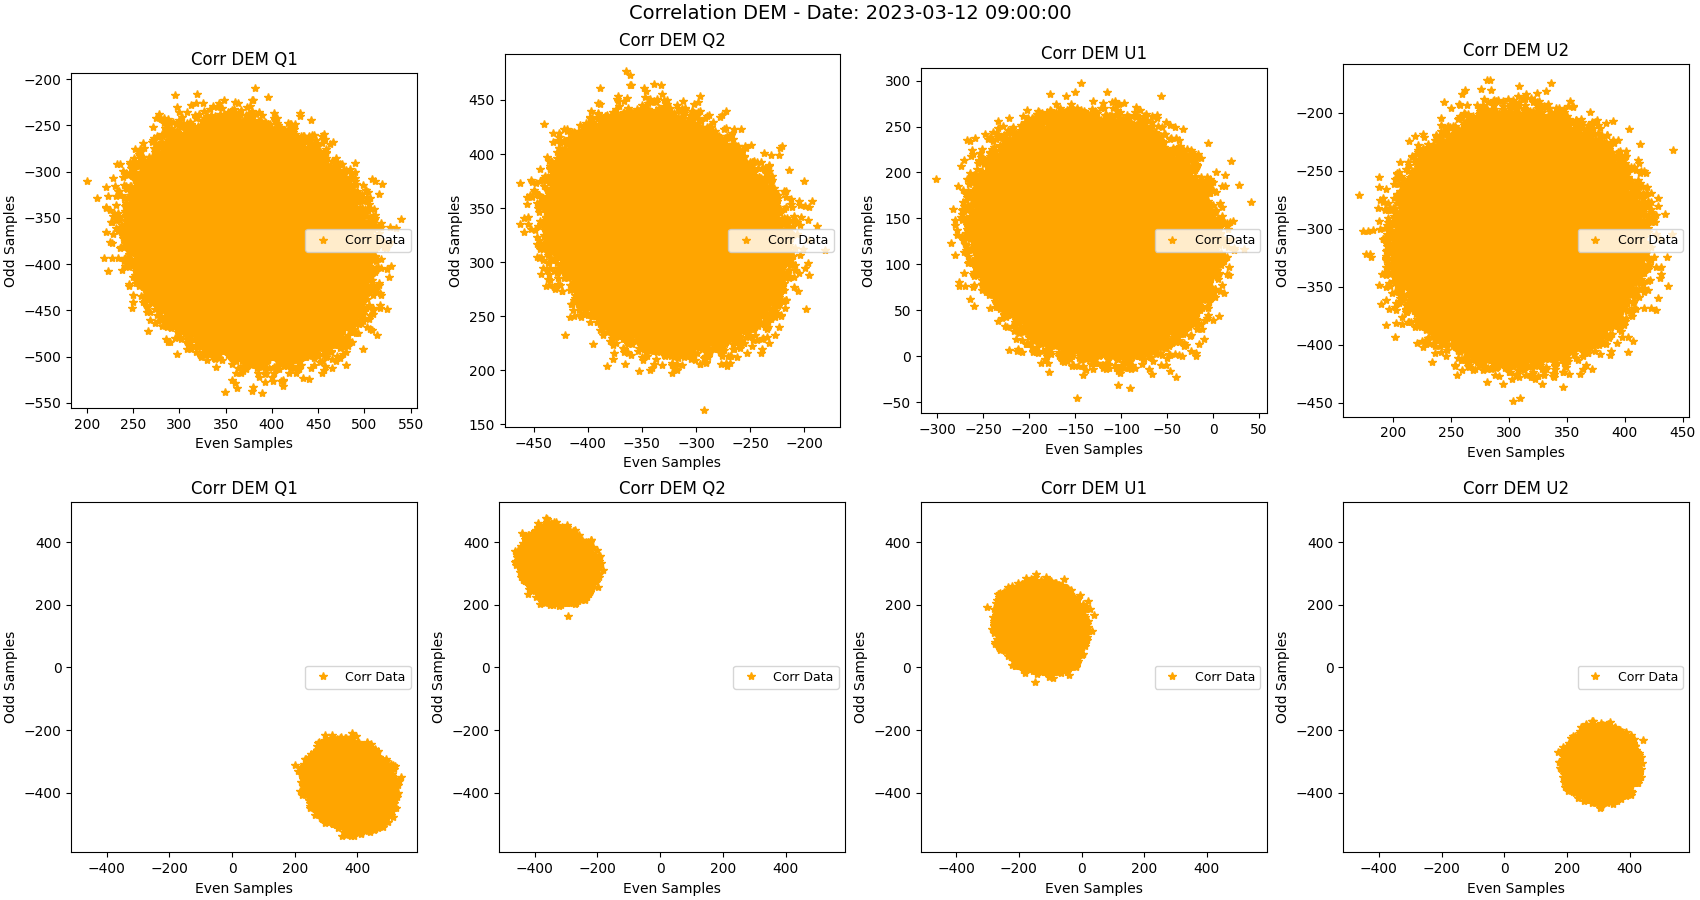 Correlation DEM - Date: 2023-03-12 09:00:00
Corr DEM Q1
Odd Samples
−200
−250
−300
−350
−400
−450
−500
−550
200 250 300 350 400 450 500 550
Even Samples
Corr Data
Corr DEM Q2
Odd Samples
450
400
350
300
250
200
150
−450 −400 −350 −300 −250 −200
Even Samples
Corr Data
Corr DEM U1
Odd Samples
300
250
200
150
100
50
0
−50
−300 −250 −200 −150 −100 −50 0 50
Even Samples
Corr Data
Corr DEM U2
Odd Samples
−200
−250
−300
−350
−400
−450
200 250 300 350 400 450
Even Samples
Corr Data
Corr DEM Q1
Odd Samples
400
200
0
−200
−400
−400 −200 0 200 400
Even Samples
Corr Data
Corr DEM Q2
Odd Samples
400
200
0
−200
−400
−400 −200 0 200 400
Even Samples
Corr Data
Corr DEM U1
Odd Samples
400
200
0
−200
−400
−400 −200 0 200 400
Even Samples
Corr Data
Corr DEM U2
Odd Samples
400
200
0
−200
−400
−400 −200 0 200 400
Even Samples
Corr Data